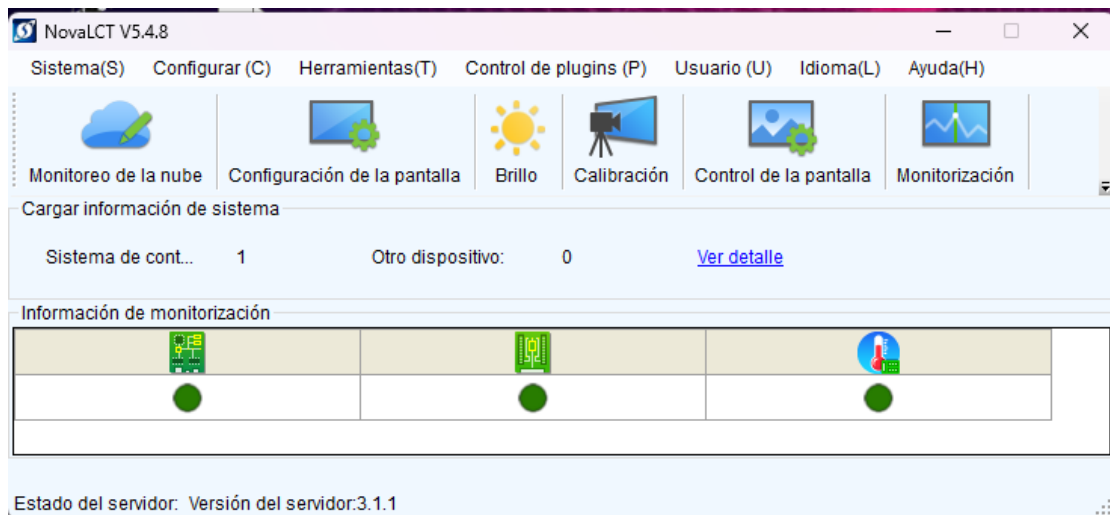 NovaLCT V5.4.8
Sistema(S) Configurar (C) Herramientas(T) Control de plugins (P) Usuario (U) Idioma(L) Ayuda(H)
Monitoreo de la nube Configuración de la pantalla Brillo Calibración Control de la pantalla Monitorización
Cargar información de sistema
Sistema de cont... 1 Otro dispositivo: 0 Ver detalle
Información de monitorización
Estado del servidor: Versión del servidor:3.1.1